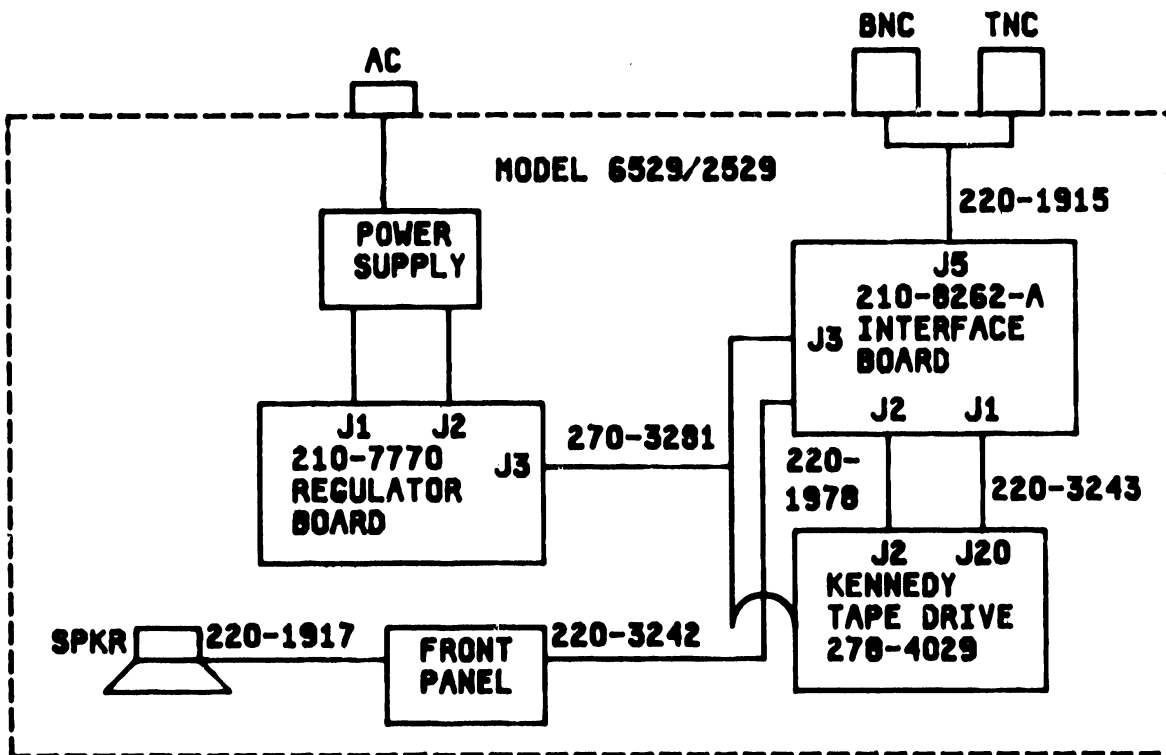 BNC TNC
AC
MODEL 6529/2529
220-1915
POWER
SUPPLY
J5
210-8262-A
INTERFACE
BOARD
J3
J2 J1
J1 J2
210-7770
REGULATOR
BOARD
J3
270-3281
220-
1978
220-3243
J2 J20
KENNEDY
TAPE DRIVE
278-4029
SPKR
220-1917
FRONT
PANEL
220-3242